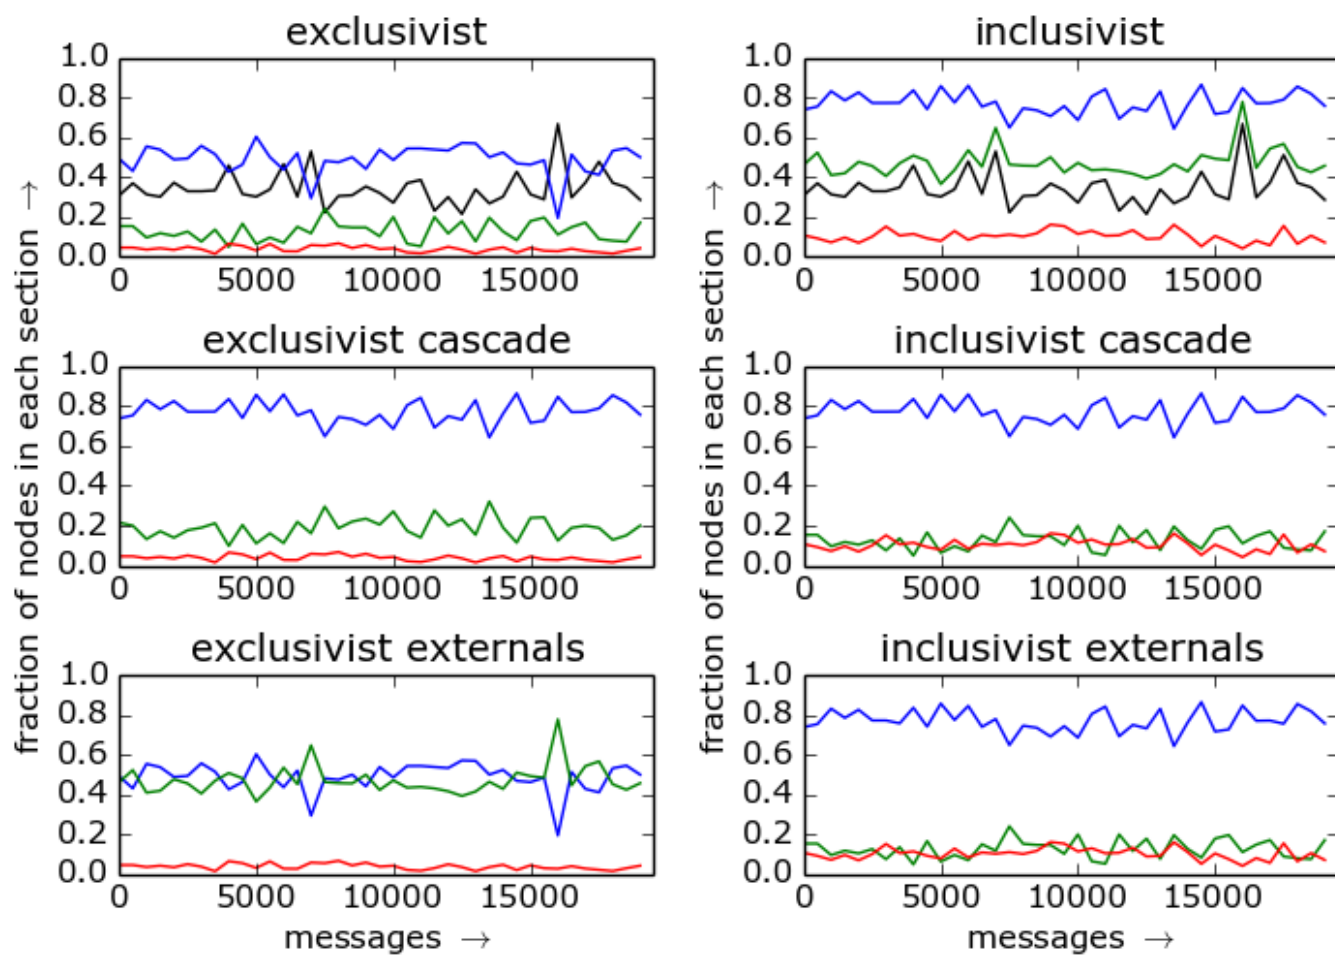 exclusivist
1.0
0.8
0.6
0.4
0.2
0.0
0 5000 10000 15000
inclusivist
1.0
0.8
0.6
0.4
0.2
0.0
0 5000 10000 15000
exclusivist cascade
1.0
0.8
0.6
0.4
0.2
0.0
0 5000 10000 15000
inclusivist cascade
1.0
0.8
0.6
0.4
0.2
0.0
0 5000 10000 15000
exclusivist externals
1.0
0.8
0.6
0.4
0.2
0.0
0 5000 10000 15000
inclusivist externals
1.0
0.8
0.6
0.4
0.2
0.0
0 5000 10000 15000
fraction of nodes in each section →
fraction of nodes in each section →
messages →
messages →